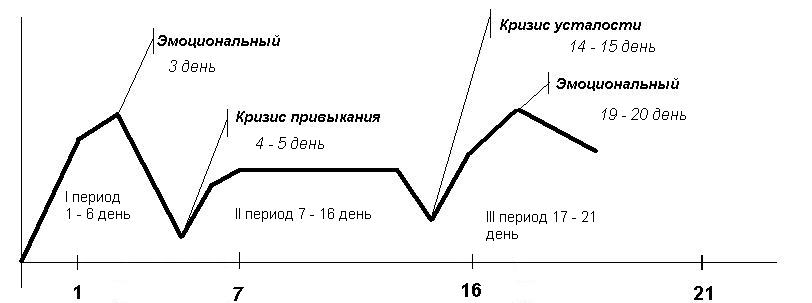 Эмоциональный
3 день
Кризис привыкания
4 - 5 день
Кризис усталости
14 - 15 день
Эмоциональный
19 - 20 день
I период
1 - 6 день
II период 7 - 16 день
III период 17 - 21
день
1
7
16
21